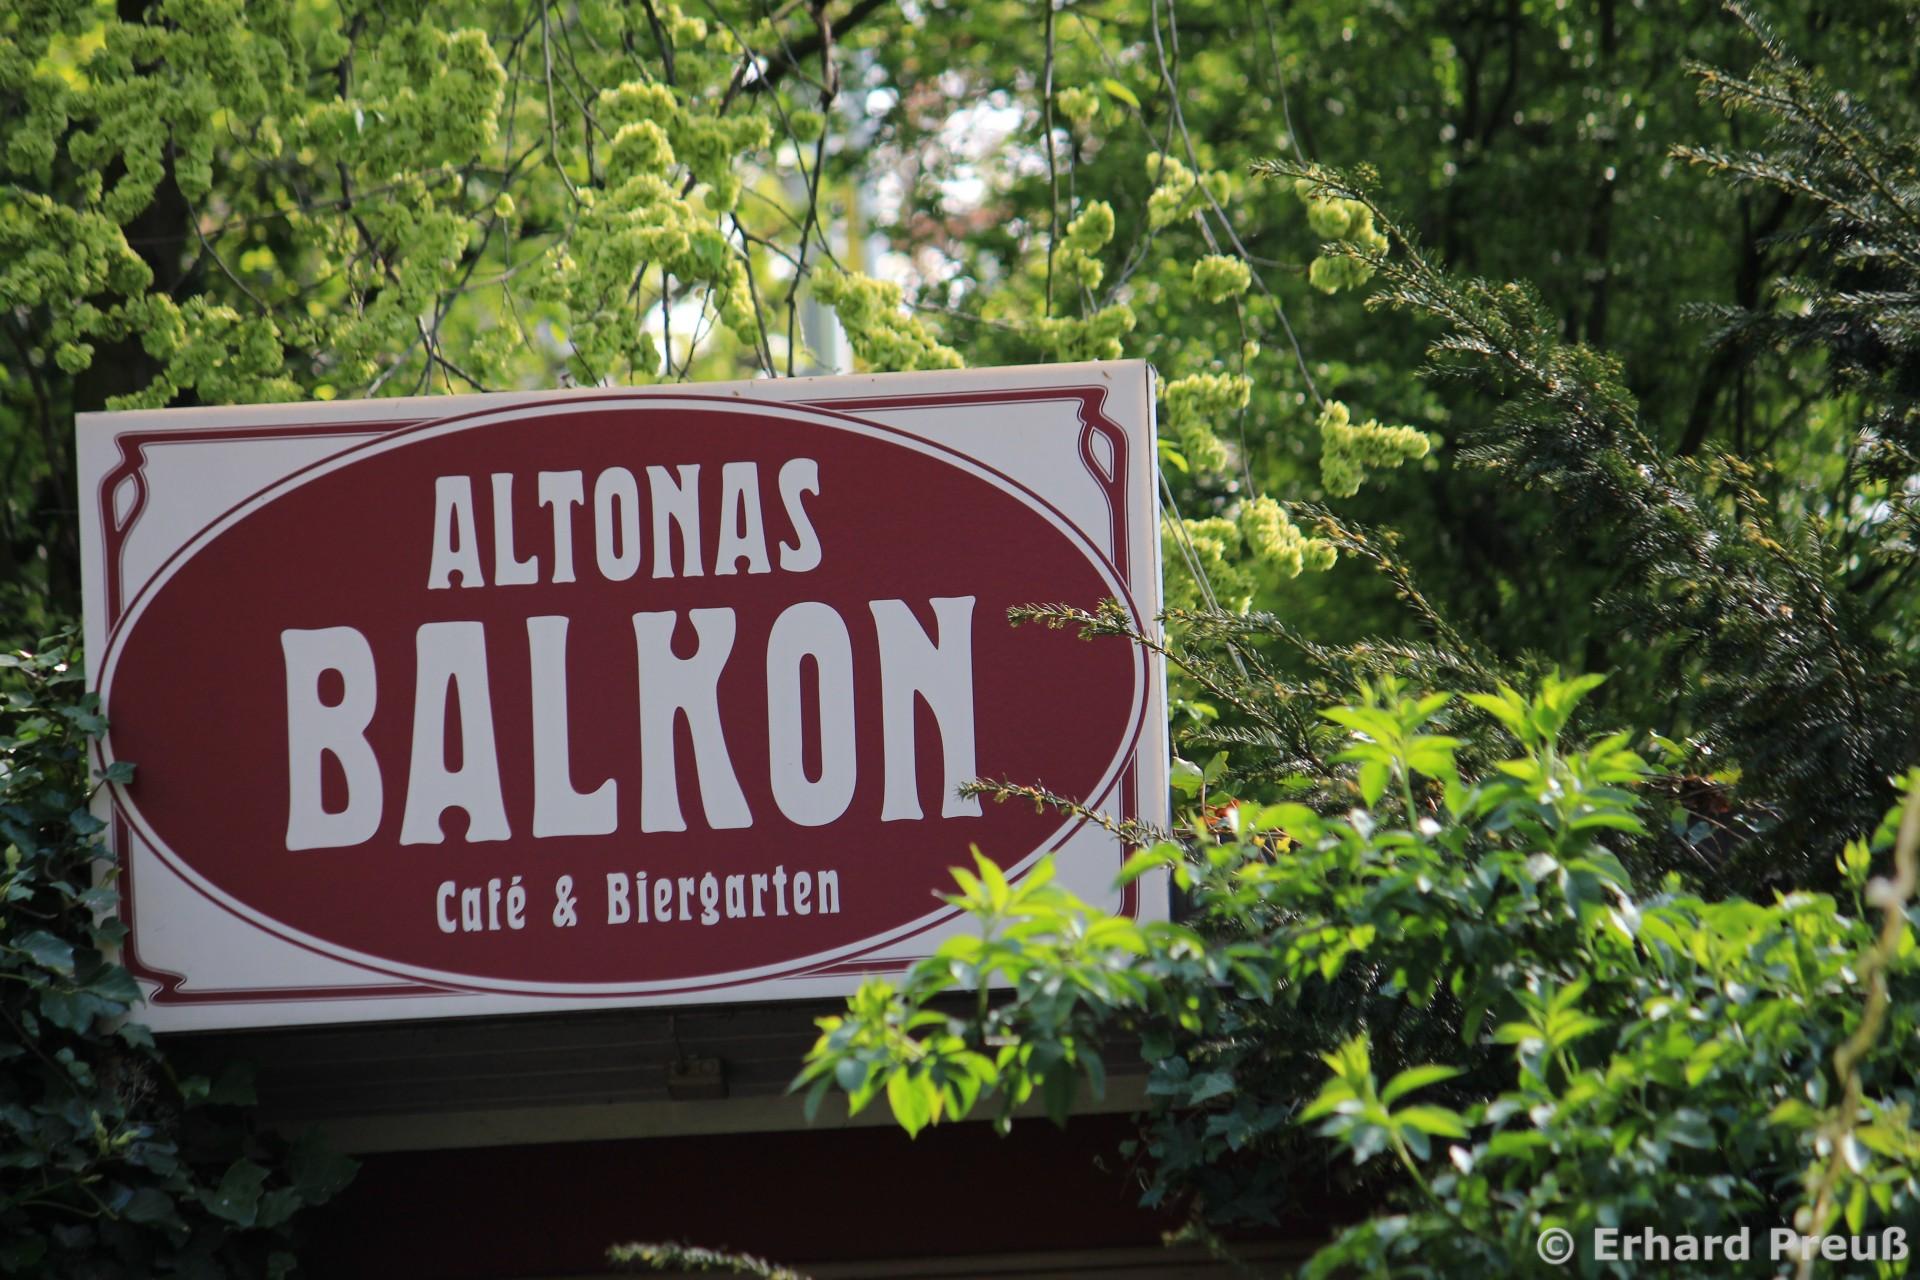 ALTONAS
BALKON
Café & Biergarten
© Erhard Preuß